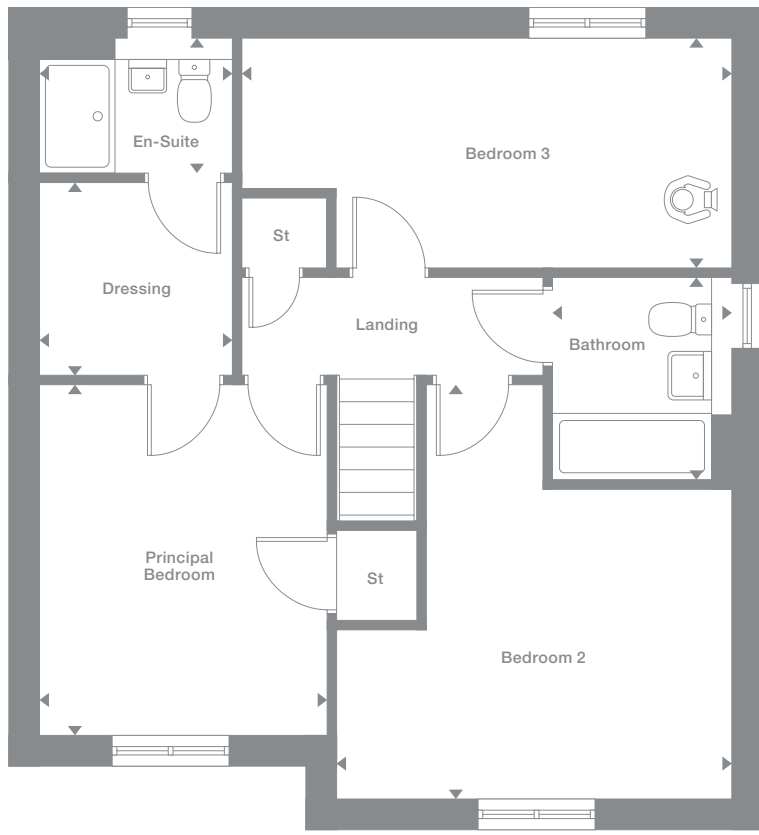 En-Suite
Bedroom 3
St
Dressing
Landing
Bathroom
Principal
Bedroom
St
Bedroom 2